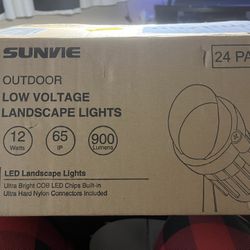 SUNVIE
24 PA
OUTDOOR
LOW VOLTAGE
LANDSCAPE LIGHTS
12 65 900
Watts IP Lumens
LED Landscape Lights
Ultra Bright COB LED Chips Built-in
Ultra Hard Nylon Connectors Included